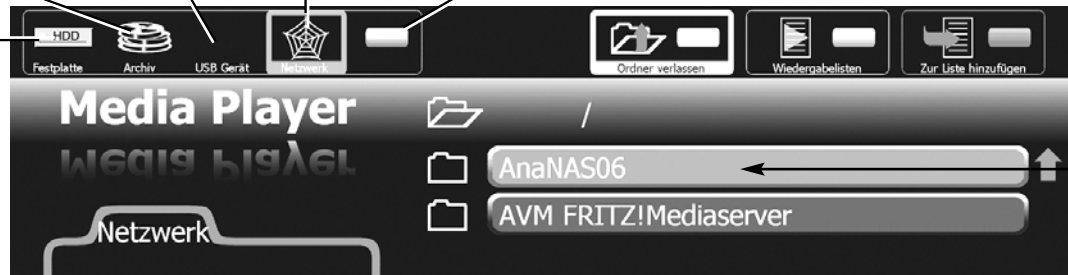 HDD
Festplatte Archiv USB Gerät Netzwerk Ordner verlassen Wiedergabelisten Zur Liste hinzufügen
Media Player /
AnaNAS06
AVM FRITZ!Mediaserver
Netzwerk